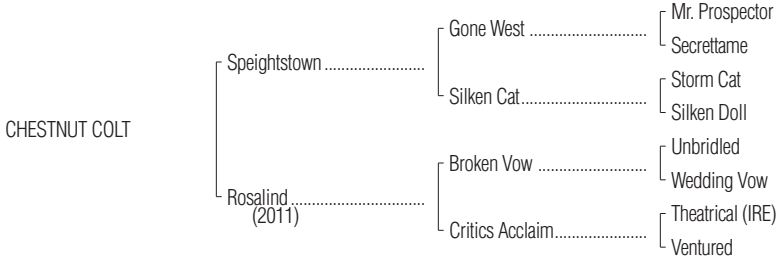 Mr. Prospector
Gone West ..............................
Secrettame
Speightstown .........................
Storm Cat
Silken Cat................................
Silken Doll
CHESTNUT COLT
Unbridled
Broken Vow ............................
Wedding Vow
Rosalind.................................
(2011)
Theatrical (IRE)
Critics Acclaim.......................
Ventured